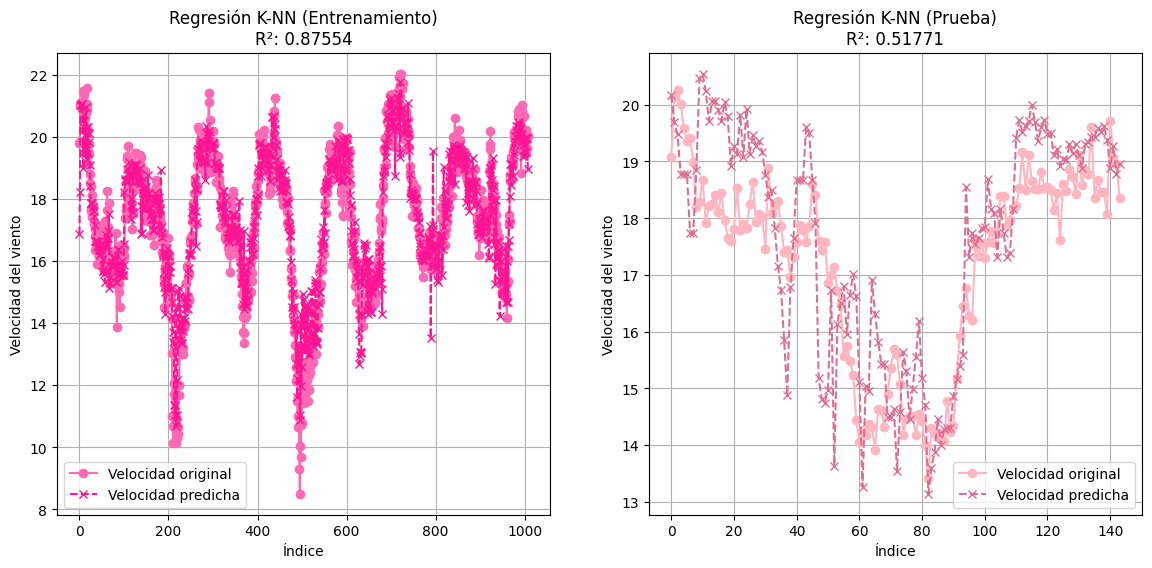 Regresión K-NN (Entrenamiento)
R²: 0.87554
Velocidad del viento
22
20
18
16
14
12
10
8
Velocidad original
Velocidad predicha
0
200
400
600
800
1000
Índice
Regresión K-NN (Prueba)
R²: 0.51771
Velocidad del viento
20
19
18
17
16
15
14
13
Velocidad original
Velocidad predicha
0
20
40
60
80
100
120
140
Índice